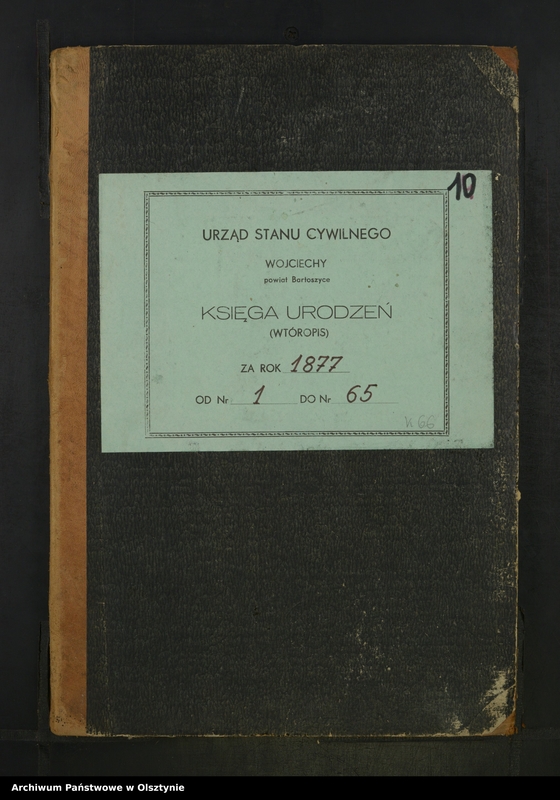 10
URZĄD STANU CYWILNEGO
WOJCIECHY
powiat Bartoszyce
KSIĘGA URODZEŃ
(WTÓROPIS)
ZA ROK 1877
OD Nr 1 DO Nr 65
k 66
Archiwum Państwowe w Olsztynie